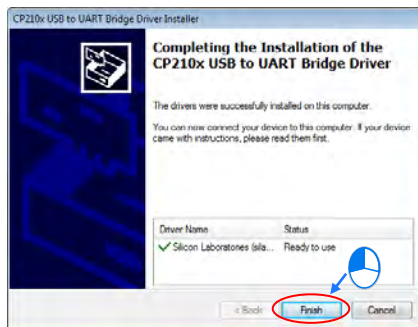 CP210x USB to UART Bridge Driver Installer
Completing the Installation of the
CP210x USB to UART Bridge Driver
The drivers were successfully installed on this computer.
You can now connect your device to this computer. If your device
came with instructions, please read them first.
Driver Name Status
Silicon Laboratories (sila... Ready to use
< Back Finish Cancel